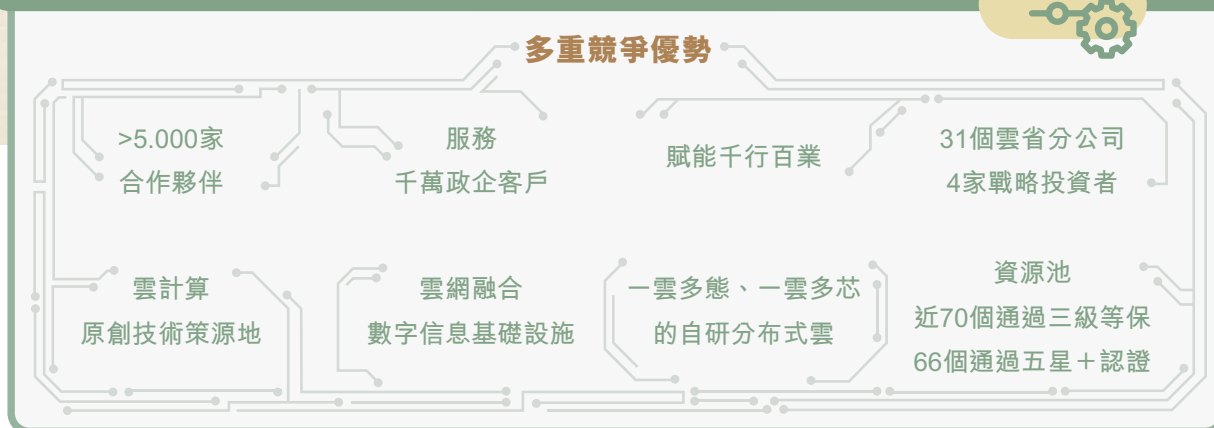 多重競爭優勢
>5.000家
合作夥伴
服務
千萬政企客戶
賦能千行百業
31個雲省分公司
4家戰略投資者
雲計算
原創技術策源地
雲網融合
數字信息基礎設施
一雲多態、一雲多芯
的自研分布式雲
資源池
近70個通過三級等保
66個通過五星＋認證